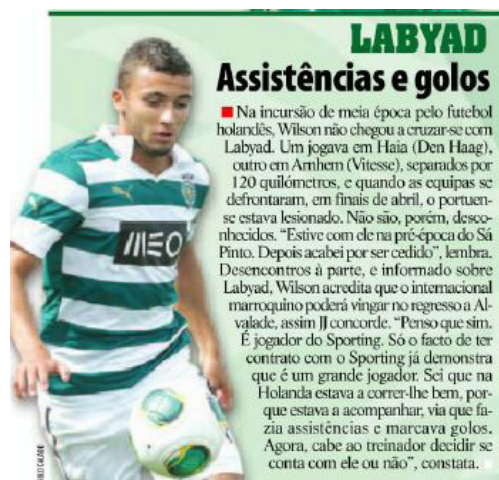 LABYAD
Assistências e golos
Na incursão de meia época pelo futebol
holandês, Wilson não chegou a cruzar-se com
Labyad. Um jogava em Haia (Den Haag),
outro em Arnhem (Vitesse), separados por
120 quilómetros, e quando as equipas se
defrontaram, em finais de abril, o portuen-
se estava lesionado. Não são, porém, desco-
nhecidos. “Estive com ele na pré-época do Sá
Pinto. Depois acabei por ser cedido”, lembra.
Desencontros à parte, e informado sobre
Labyad, Wilson acredita que o internacional
marroquino poderá vingar no regresso a Al-
valade, assim JJ concorde. “Penso que sim.
É jogador do Sporting. Só o facto de ter
contrato com o Sporting já demonstra
que é um grande jogador. Sei que na
Holanda estava a correr-lhe bem, por-
que estava a acompanhar, via que fa-
zia assistências e marcava golos.
Agora, cabe ao treinador decidir se
conta com ele ou não”, constata.
MEO